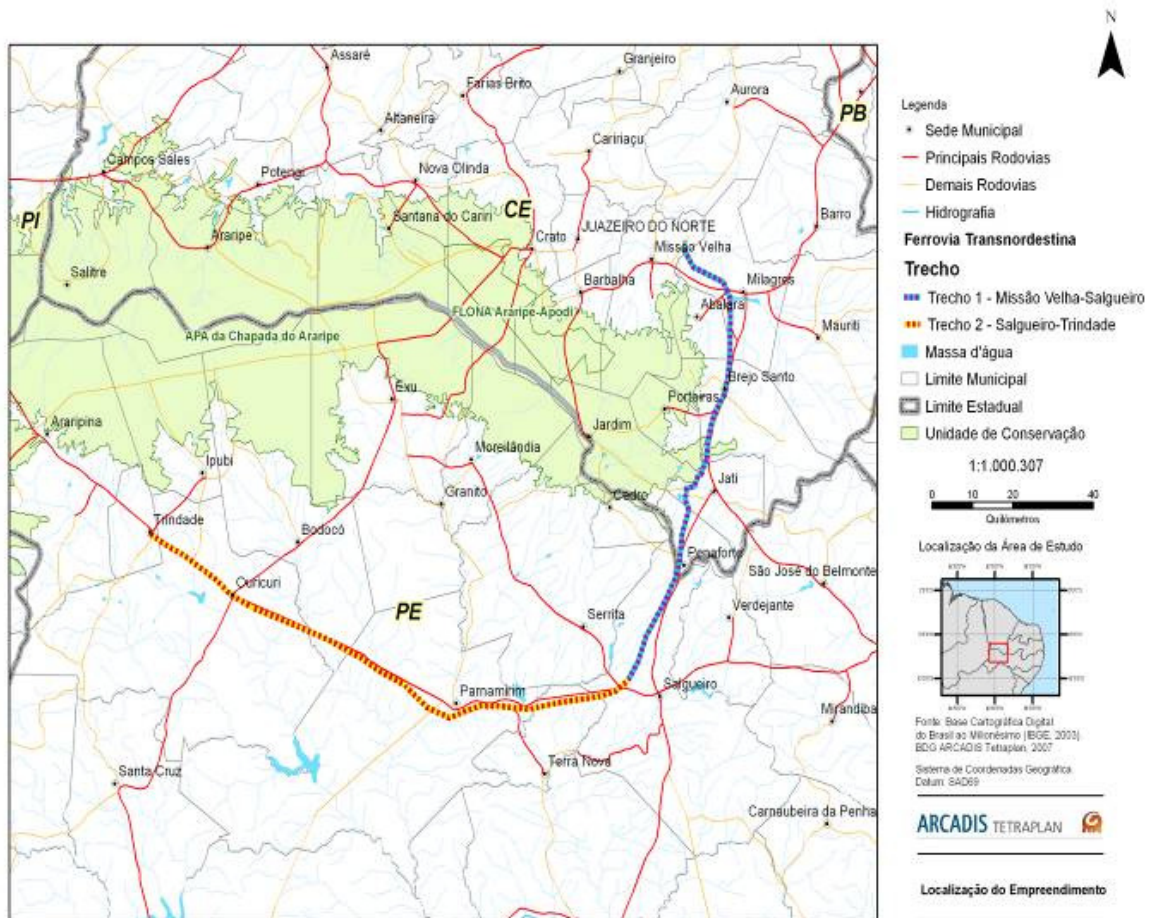 N
Assaré
Granjeiro
Farias Brito
Aurora
PB
Altaneira
Caririaçu
Campos Sales
Potengi
Nova Olinda
PI
CE
Santana do Cariri
Barro
Araripe
Crato
JUAZEIRO DO NORTE
Missão Velha
Salitre
Barbalha
Milagres
Abaiara
FLONA Araripe-Apodi
Mauriti
APA da Chapada do Araripe
Brejo Santo
Exu
Porteiras
Araripina
Jardim
Moreilândia
Ipubi
Jati
Granito
Cedro
Trindade
Bodocó
Penaforte
São José do Belmonte
Ouricuri
Serrita
Verdejante
PE
Parnamirim
Salgueiro
Mirandiba
Terra Nova
Santa Cruz
Carnaubeira da Penha
Legenda
Sede Municipal
Principais Rodovias
Demais Rodovias
Hidrografia
Ferrovia Transnordestina
Trecho
Trecho 1 - Missão Velha-Salgueiro
Trecho 2 - Salgueiro-Trindade
Massa d'água
Limite Municipal
Limite Estadual
Unidade de Conservação
1:1.000.307
0 10 20 40
Quilômetros
Localização da Área de Estudo
Fonte: Base Cartográfica Digital
do Brasil ao Milionésimo (IBGE, 2003).
BDG ARCADIS Tetraplan, 2007
Sistema de Coordenadas Geográfica
Datum: SAD69
ARCADIS TETRAPLAN
Localização do Empreendimento